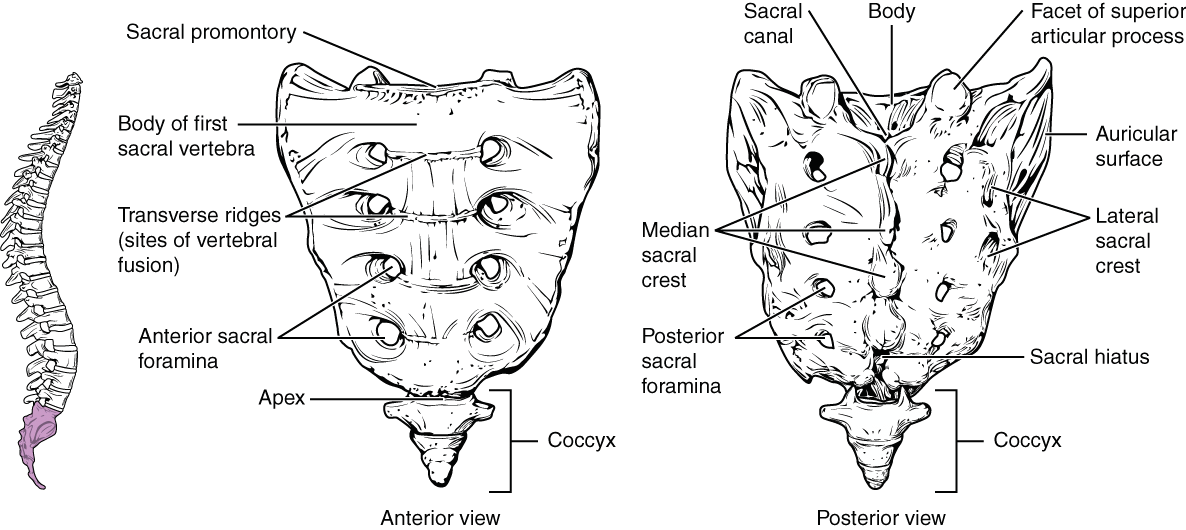 Sacral promontory
Body of first
sacral vertebra
Transverse ridges
(sites of vertebral
fusion)
Anterior sacral
foramina
Apex
Coccyx
Anterior view
Sacral
canal
Body
Facet of superior
articular process
Auricular
surface
Median
sacral
crest
Lateral
sacral
crest
Posterior
sacral
foramina
Sacral hiatus
Coccyx
Posterior view